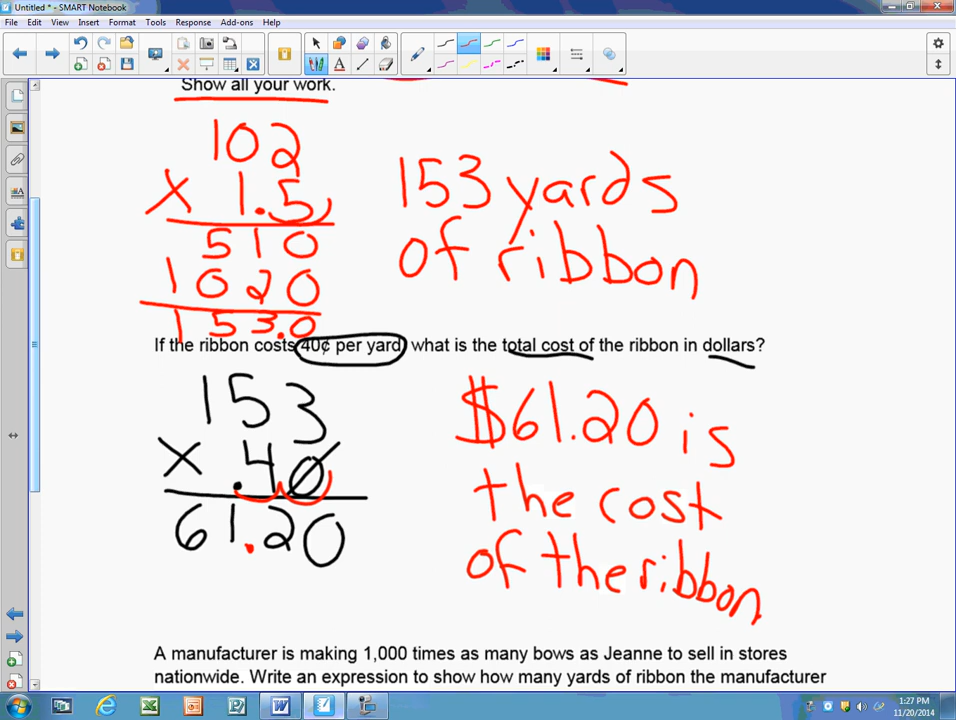 Untitled * - SMART Notebook
File Edit View Insert Format Tools Response Add-ons Help
Show all your work.
102
X 1.5
510
1020
153.0
153 yards
of ribbon
If the ribbon costs 40¢ per yard, what is the total cost of the ribbon in dollars?
153
X .40
61.20
$61.20 is
the cost
of the ribbon
A manufacturer is making 1,000 times as many bows as Jeanne to sell in stores
nationwide. Write an expression to show how many yards of ribbon the manufacturer
1:27 PM
11/20/2014